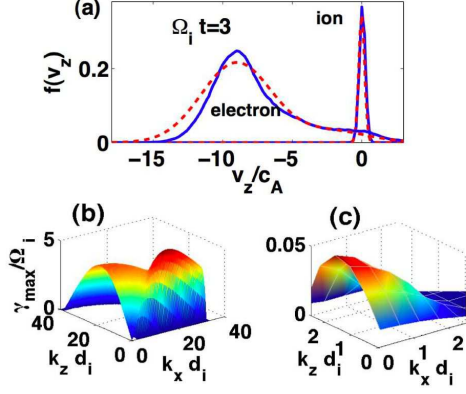 (a)
Ω_i t=3
ion
f(v_z)
0.2
electron
0
−15 −10 −5 0
v_z/c_A
(b) (c)
γ_max/Ω_i
5
0
40
20
0
k_z d_i
0 20 40
k_x d_i
0.05
0
2
1
0
k_z d_i
0 1 2
k_x d_i